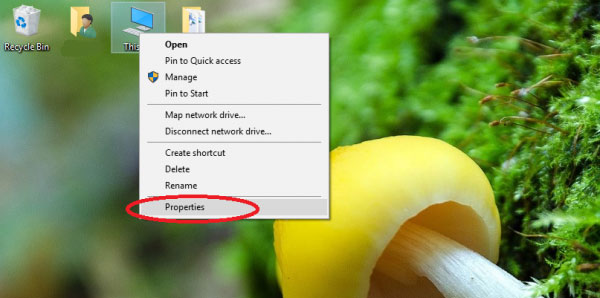 Recycle Bin
This
Open
Pin to Quick access
Manage
Pin to Start
Map network drive...
Disconnect network drive...
Create shortcut
Delete
Rename
Properties